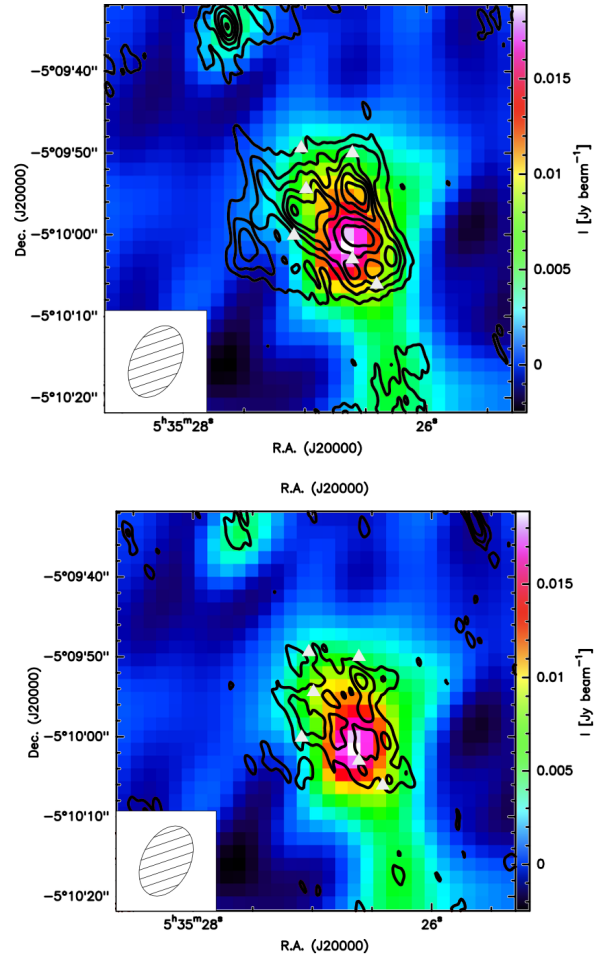 −5°09'40''
−5°09'50''
−5°10'00''
−5°10'10''
−5°10'20''
Dec. (J20000)
5ʰ35ᵐ28ˢ
26ˢ
R.A. (J20000)
0.015
0.01
0.005
0
I [Jy beam⁻¹]
R.A. (J20000)
−5°09'40''
−5°09'50''
−5°10'00''
−5°10'10''
−5°10'20''
Dec. (J20000)
5ʰ35ᵐ28ˢ
26ˢ
R.A. (J20000)
0.015
0.01
0.005
0
I [Jy beam⁻¹]